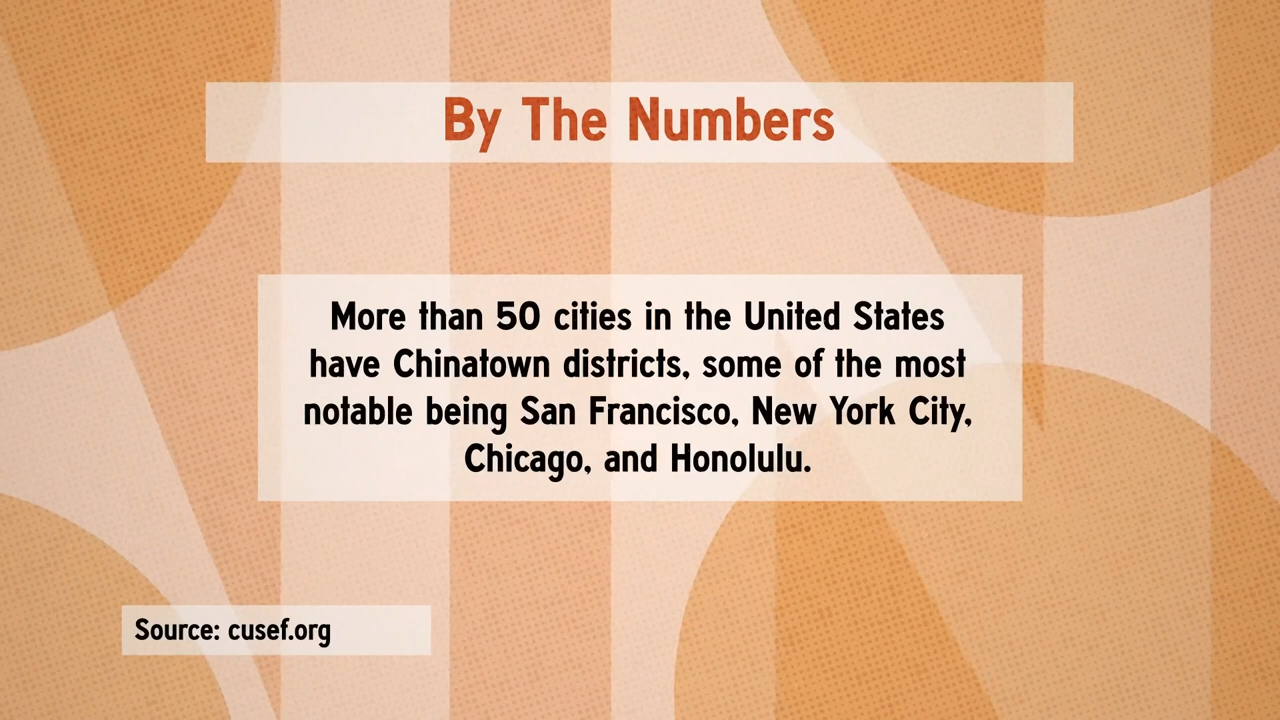 By The Numbers
More than 50 cities in the United States
have Chinatown districts, some of the most
notable being San Francisco, New York City,
Chicago, and Honolulu.
Source: cusef.org